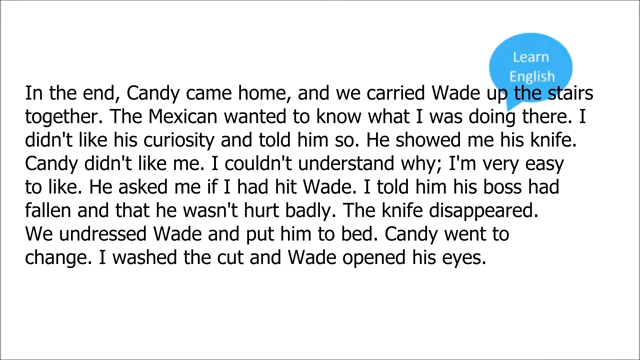 Learn
English
In the end, Candy came home, and we carried Wade up the stairs
together. The Mexican wanted to know what I was doing there. I
didn't like his curiosity and told him so. He showed me his knife.
Candy didn't like me. I couldn't understand why; I'm very easy
to like. He asked me if I had hit Wade. I told him his boss had
fallen and that he wasn't hurt badly. The knife disappeared.
We undressed Wade and put him to bed. Candy went to
change. I washed the cut and Wade opened his eyes.